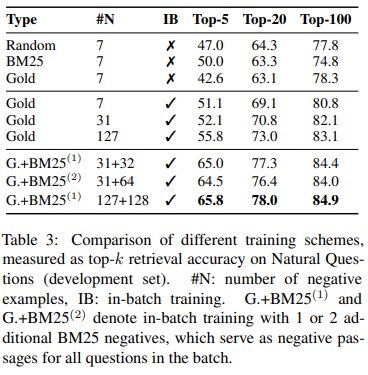 Type #N IB Top-5 Top-20 Top-100
Random 7 ✗ 47.0 64.3 77.8
BM25 7 ✗ 50.0 63.3 74.8
Gold 7 ✗ 42.6 63.1 78.3
Gold 7 ✓ 51.1 69.1 80.8
Gold 31 ✓ 52.1 70.8 82.1
Gold 127 ✓ 55.8 73.0 83.1
G.+BM25(1) 31+32 ✓ 65.0 77.3 84.4
G.+BM25(2) 31+64 ✓ 64.5 76.4 84.0
G.+BM25(1) 127+128 ✓ 65.8 78.0 84.9
Table 3: Comparison of different training schemes,
measured as top-k retrieval accuracy on Natural Ques-
tions (development set). #N: number of negative
examples, IB: in-batch training. G.+BM25(1) and
G.+BM25(2) denote in-batch training with 1 or 2 ad-
ditional BM25 negatives, which serve as negative pas-
sages for all questions in the batch.